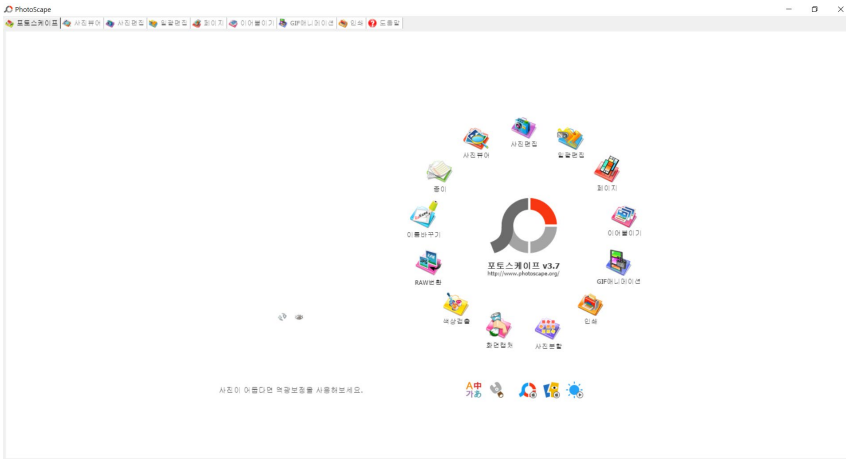 PhotoScape
포토스케이프 사진뷰어 사진편집 일괄편집 페이지 이어붙이기 GIF애니메이션 인쇄 도움말
사진편집
사진뷰어
일괄편집
종이
페이지
이름바꾸기
이어붙이기
포토스케이프 v3.7
http://www.photoscape.org/
RAW변환
GIF애니메이션
색상검출
인쇄
화면캡처
사진분할
사진이 어둡다면 역광보정을 사용해보세요.
A中
가あ